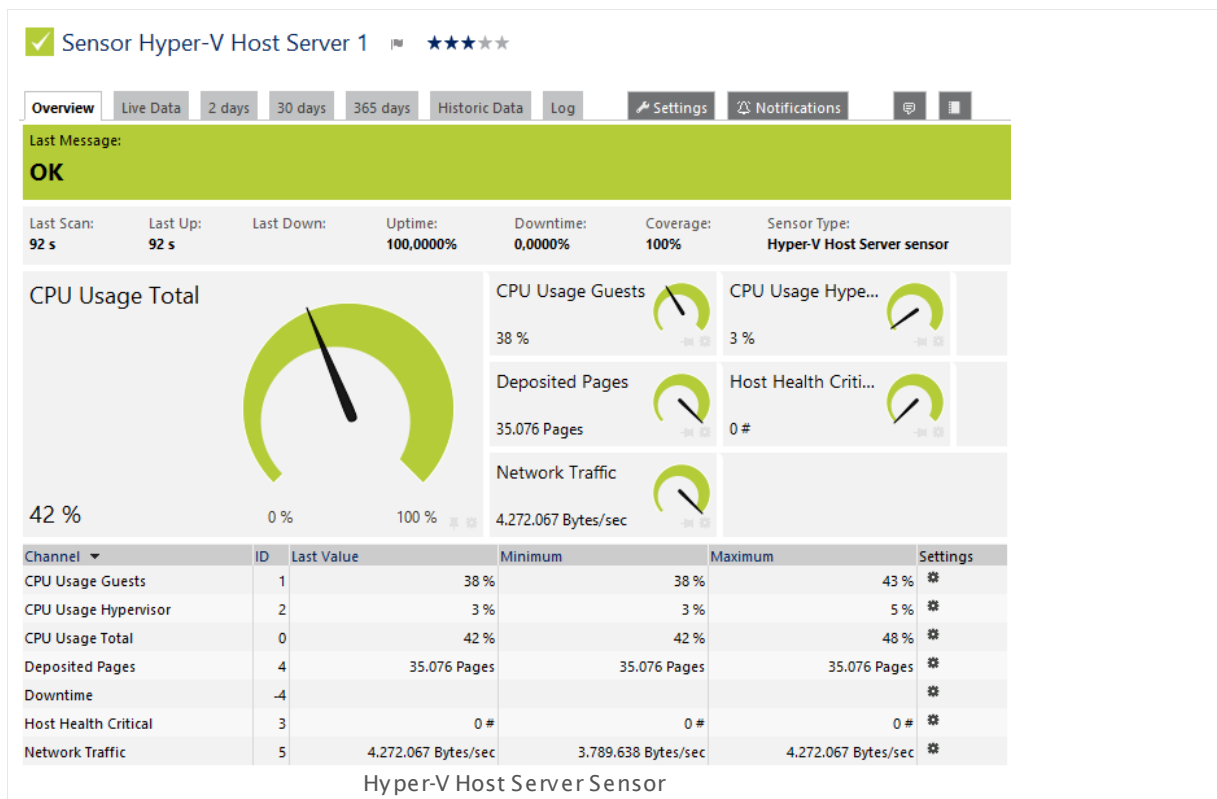 Sensor Hyper-V Host Server 1
Overview Live Data 2 days 30 days 365 days Historic Data Log Settings Notifications
Last Message:
OK
Last Scan: Last Up: Last Down: Uptime: Downtime: Coverage: Sensor Type:
92 s 92 s 100,0000% 0,0000% 100% Hyper-V Host Server sensor
CPU Usage Total
42 %
0 % 100 %
CPU Usage Guests
38 %
CPU Usage Hype...
3 %
Deposited Pages
35.076 Pages
Host Health Criti...
0 #
Network Traffic
4.272.067 Bytes/sec
Channel ID Last Value Minimum Maximum Settings
CPU Usage Guests 1 38 % 38 % 43 %
CPU Usage Hypervisor 2 3 % 3 % 5 %
CPU Usage Total 0 42 % 42 % 48 %
Deposited Pages 4 35.076 Pages 35.076 Pages 35.076 Pages
Downtime -4
Host Health Critical 3 0 # 0 # 0 #
Network Traffic 5 4.272.067 Bytes/sec 3.789.638 Bytes/sec 4.272.067 Bytes/sec
Hyper-V Host Server Sensor